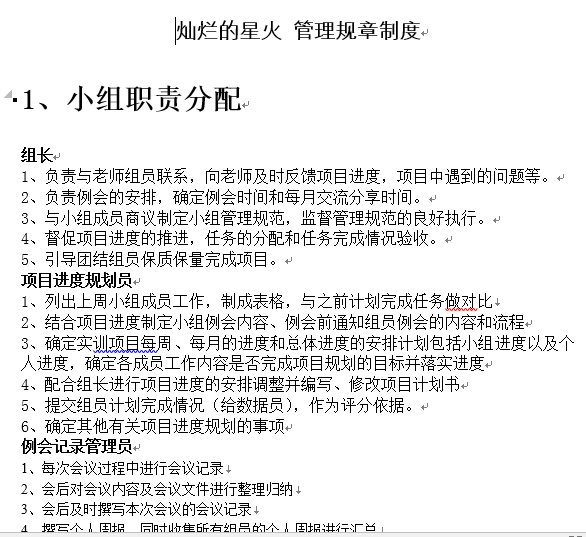 灿烂的星火 管理规章制度
1、小组职责分配
组长
1、负责与老师组员联系，向老师及时反馈项目进度，项目中遇到的问题等。
2、负责例会的安排，确定例会时间和每月交流分享时间。
3、与小组成员商议制定小组管理规范，监督管理规范的良好执行。
4、督促项目进度的推进，任务的分配和任务完成情况验收。
5、引导团结组员保质保量完成项目。
项目进度规划员
1、列出上周小组成员工作，制成表格，与之前计划完成任务做对比
2、结合项目进度制定小组例会内容、例会前通知组员例会的内容和流程
3、确定实训项目每周、每月的进度和总体进度的安排计划包括小组进度以及个
人进度，确定各成员工作内容是否完成项目规划的目标并落实进度
4、配合组长进行项目进度的安排调整并编写、修改项目计划书
5、提交组员计划完成情况（给数据员），作为评分依据。
6、确定其他有关项目进度规划的事项
例会记录管理员
1、每次会议过程中进行会议记录
2、会后对会议内容及会议文件进行整理归纳
3、会后及时撰写本次会议的会议记录
4、撰写个人周报，同时收集所有组员的个人周报进行汇总